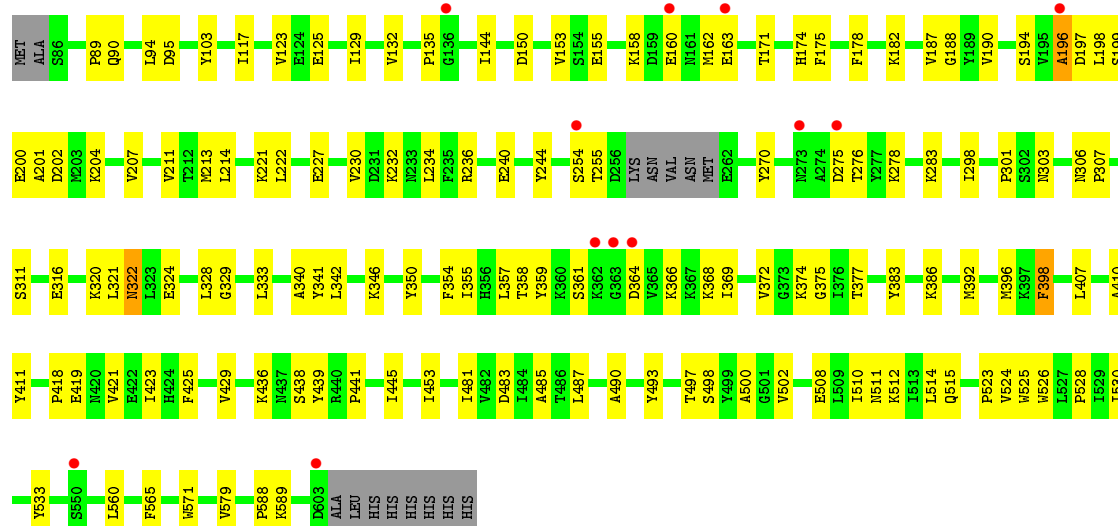 MET ALA S86 P89 Q90 L94 D95 Y103 I117 V123 E124 E125 I129 V132 P135 G136 I144 D150 V153 S154 E155 K158 D159 E160 N161 M162 E163 T171 H174 F175 F178 K182 V187 G188 Y189 V190 S194 V195 A196 D197 L198 S199
E200 A201 D202 M203 K204 V207 V211 T212 M213 L214 K221 L222 E227 V230 D231 K232 N233 L234 F235 R236 E240 Y244 S254 T255 D256 LYS ASN VAL ASN MET E262 Y270 N273 A274 D275 T276 Y277 K278 K283 I298 P301 S302 N303 N306 P307
S311 E316 K320 L321 N322 L323 E324 L328 G329 L333 A340 Y341 L342 K346 Y350 F354 I355 H356 L357 T358 Y359 K360 S361 K362 G363 D364 V365 K366 K367 K368 I369 V372 G373 K374 G375 I376 T377 Y383 K386 M392 M396 K397 F398 L407 A410
Y411 P418 E419 N420 V421 E422 I423 H424 F425 V429 K436 N437 S438 Y439 R440 P441 I445 I453 I481 V482 D483 I484 A485 T486 L487 A490 Y493 T497 S498 Y499 A500 G501 V502 E508 L509 I510 N511 K512 I513 L514 Q515 P523 V524 W525 W526 L527 P528 I529 I530
Y533 S550 L560 F565 W571 V579 P588 K589 D603 ALA LEU HIS HIS HIS HIS HIS HIS